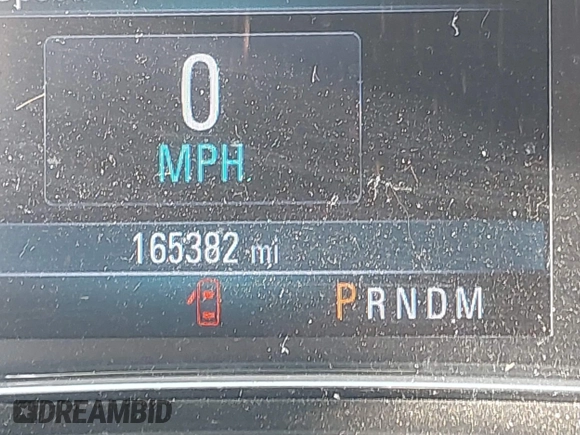 0
MPH
165382 mi
PRNDM
DREAMBID